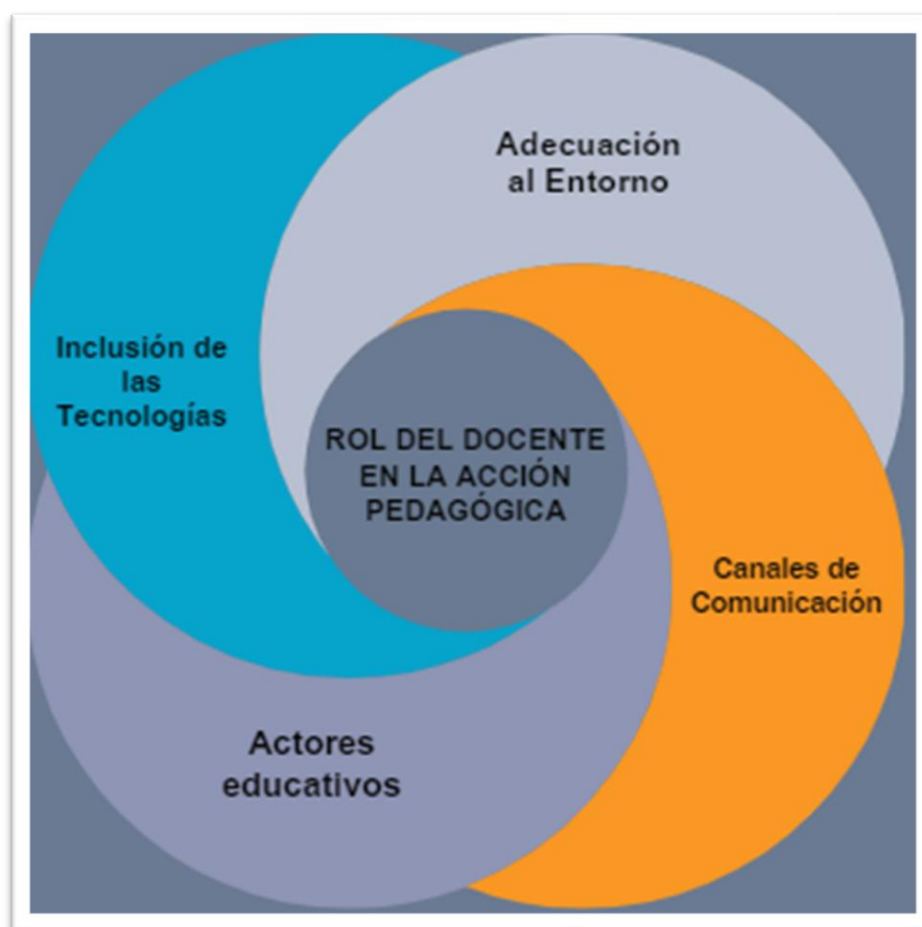 Adecuación
al Entorno
Inclusión de
las
Tecnologías
ROL DEL DOCENTE
EN LA ACCIÓN
PEDAGÓGICA
Canales de
Comunicación
Actores
educativos